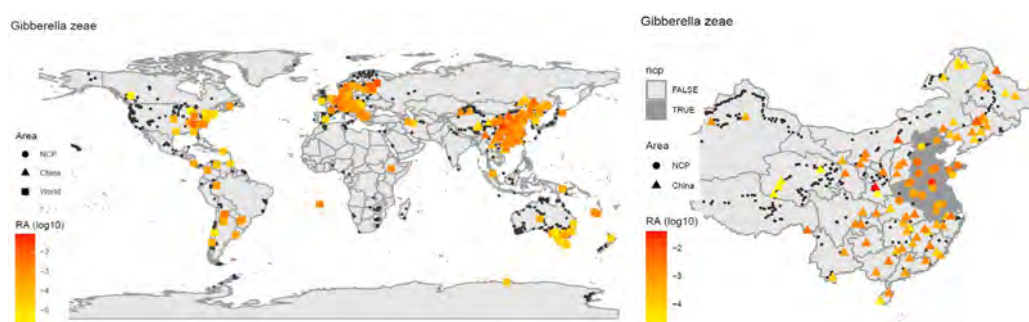 Gibberella zeae
Area
NCP
China
World
RA (log10)
-2
-3
-4
-5
Gibberella zeae
ncp
FALSE
TRUE
Area
NCP
China
RA (log10)
-2
-3
-4